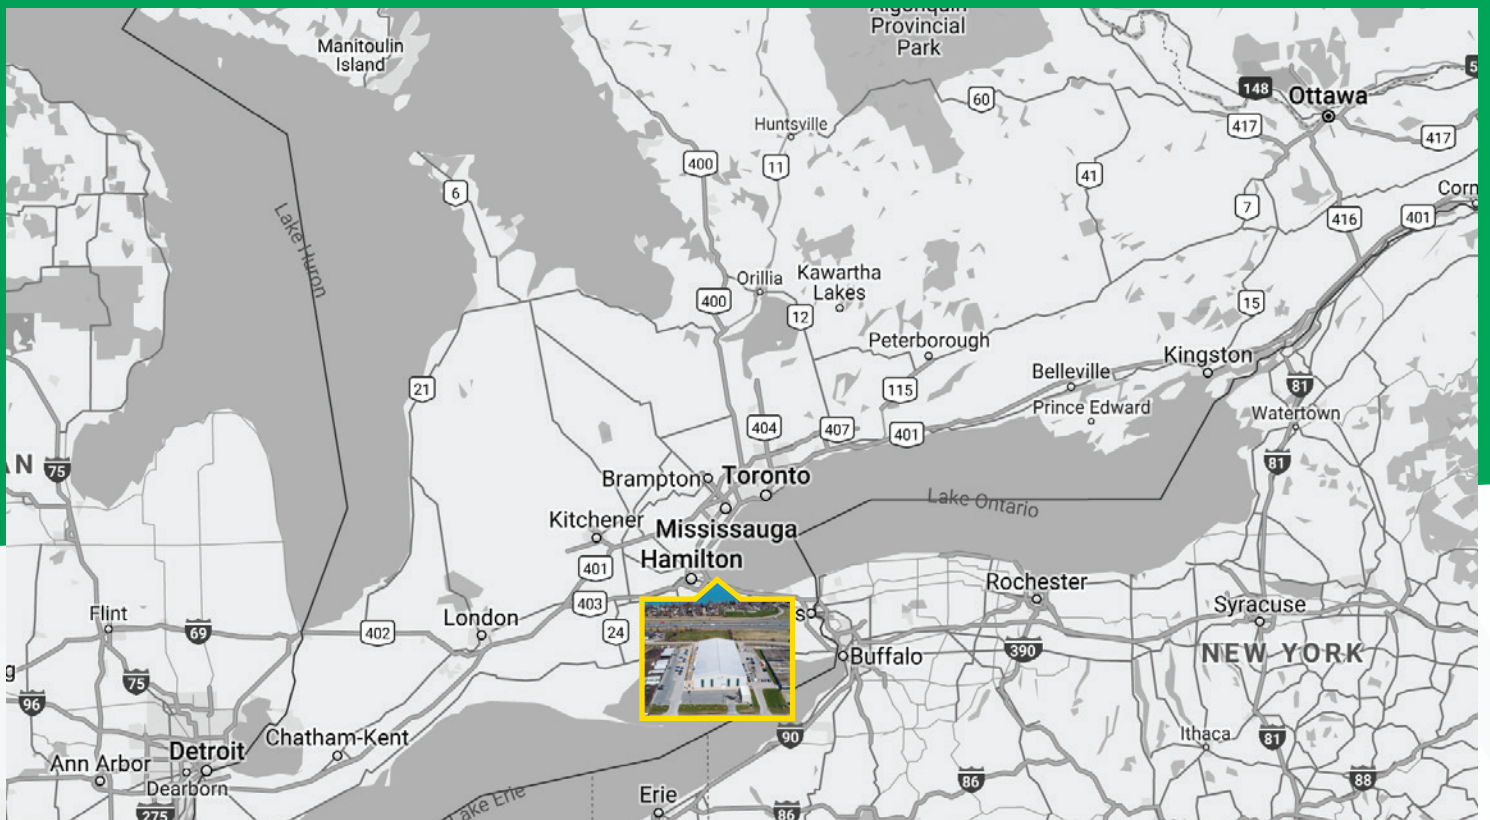 Algonquin
Provincial
Park
Manitoulin
Island
148
Ottawa
60
Huntsville
417
417
400
11
41
6
Corn
7
416
401
Lake Huron
Orillia
Kawartha
Lakes
400
12
15
Peterborough
Kingston
Belleville
21
115
81
Prince Edward
Watertown
404
407
401
AN
75
81
Brampton
Toronto
Lake Ontario
Kitchener
Mississauga
Hamilton
401
Rochester
403
Flint
London
Syracuse
69
402
24
s
390
Buffalo
NEW YORK
g
75
96
90
Chatham-Kent
Ithaca
81
Detroit
Ann Arbor
Dearborn
86
88
Lake Erie
Erie
275
86